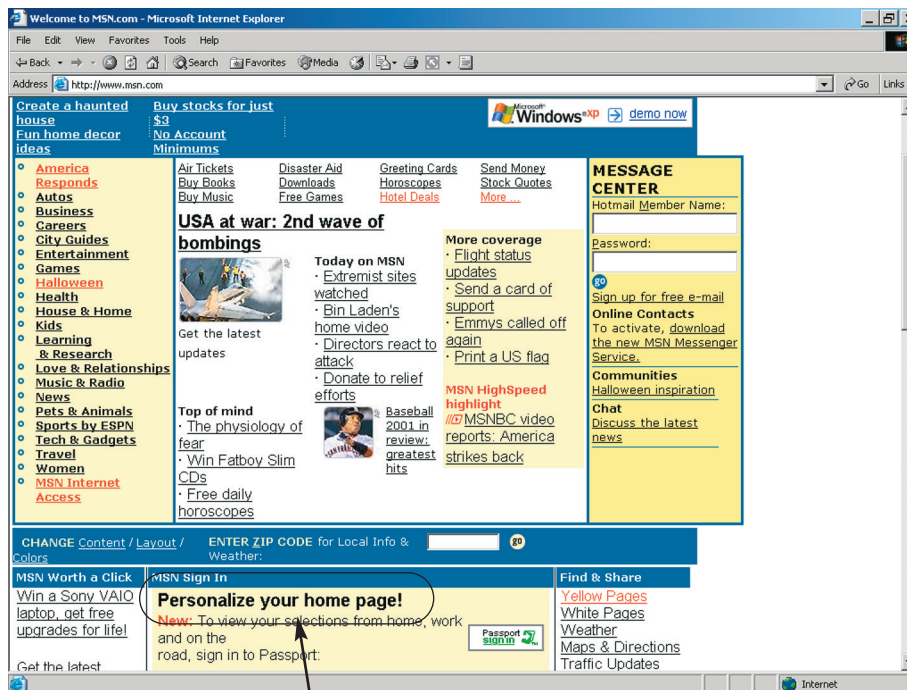 Welcome to MSN.com - Microsoft Internet Explorer
File Edit View Favorites Tools Help
Back Search Favorites Media
Address http://www.msn.com Go Links
Create a haunted
house
Fun home decor
ideas
Buy stocks for just
$3
No Account
Minimums
Microsoft
Windows xp demo now
America
Responds
Autos
Business
Careers
City Guides
Entertainment
Games
Halloween
Health
House & Home
Kids
Learning
& Research
Love & Relationships
Music & Radio
News
Pets & Animals
Sports by ESPN
Tech & Gadgets
Travel
Women
MSN Internet
Access
Air Tickets Disaster Aid Greeting Cards Send Money
Buy Books Downloads Horoscopes Stock Quotes
Buy Music Free Games Hotel Deals More ...
USA at war: 2nd wave of
bombings
Get the latest
updates
Today on MSN
· Extremist sites
watched
· Bin Laden's
home video
· Directors react to
attack
· Donate to relief
efforts
Top of mind
· The physiology of
fear
· Win Fatboy Slim
CDs
· Free daily
horoscopes
Baseball
2001 in
review:
greatest
hits
More coverage
· Flight status
updates
· Send a card of
support
· Emmys called off
again
· Print a US flag
MSN HighSpeed
highlight
MSNBC video
reports: America
strikes back
MESSAGE
CENTER
Hotmail Member Name:
Password:
go
Sign up for free e-mail
Online Contacts
To activate, download
the new MSN Messenger
Service.
Communities
Halloween inspiration
Chat
Discuss the latest
news
CHANGE Content / Layout /
Colors
ENTER ZIP CODE for Local Info &
Weather:
go
MSN Worth a Click
Win a Sony VAIO
laptop, get free
upgrades for life!
Get the latest
MSN Sign In
Personalize your home page!
New: To view your selections from home, work
and on the
road, sign in to Passport:
Passport
sign in
Find & Share
Yellow Pages
White Pages
Weather
Maps & Directions
Traffic Updates
Internet